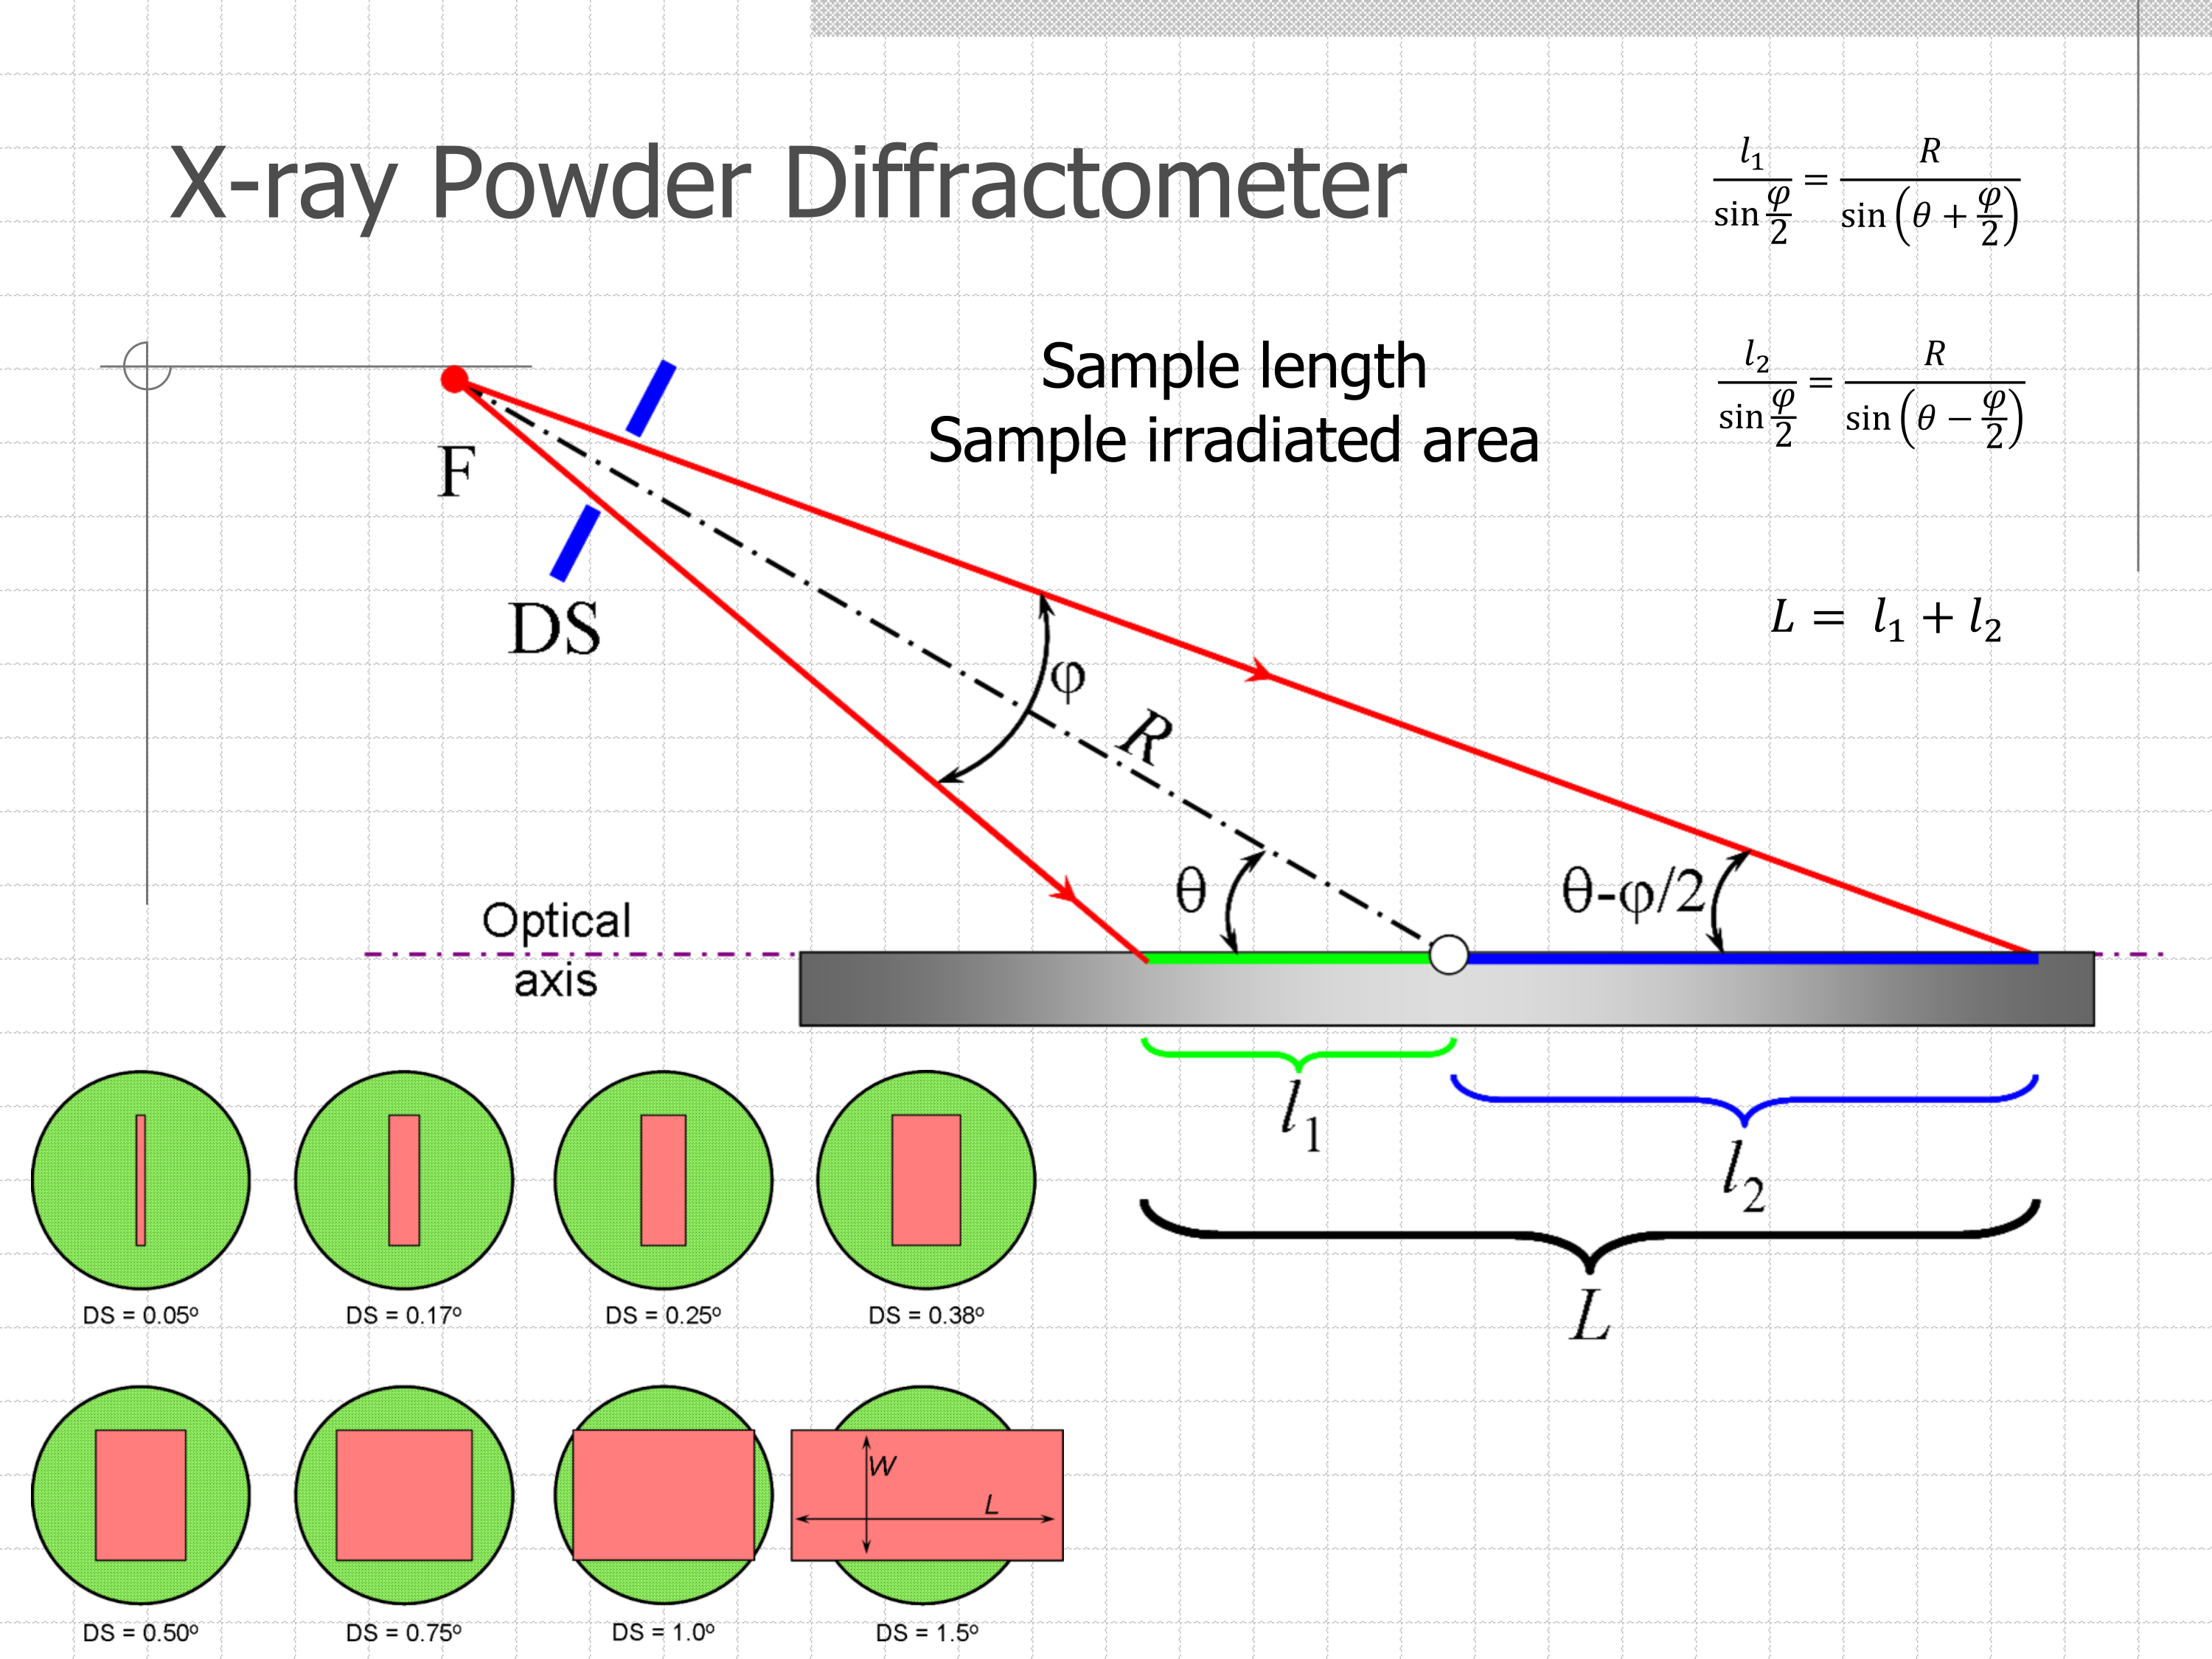 X-ray Powder Diffractometer
l₁ / sin φ/2 = R / sin (θ + φ/2)
Sample length
Sample irradiated area
l₂ / sin φ/2 = R / sin (θ − φ/2)
F
DS
L = l₁ + l₂
φ
R
θ
θ-φ/2
Optical
axis
l₁
l₂
L
DS = 0.05º
DS = 0.17º
DS = 0.25º
DS = 0.38º
W
L
DS = 0.50º
DS = 0.75º
DS = 1.0º
DS = 1.5º